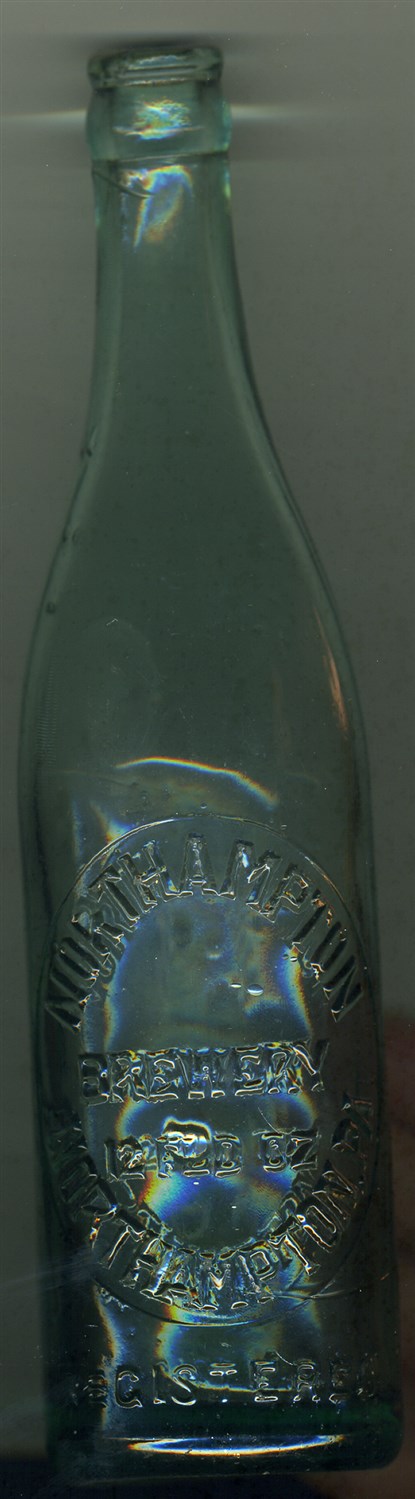 NORTHAMPTON
BREWERY
12 FLD OZ
NORTHAMPTON, PA
REGISTERED